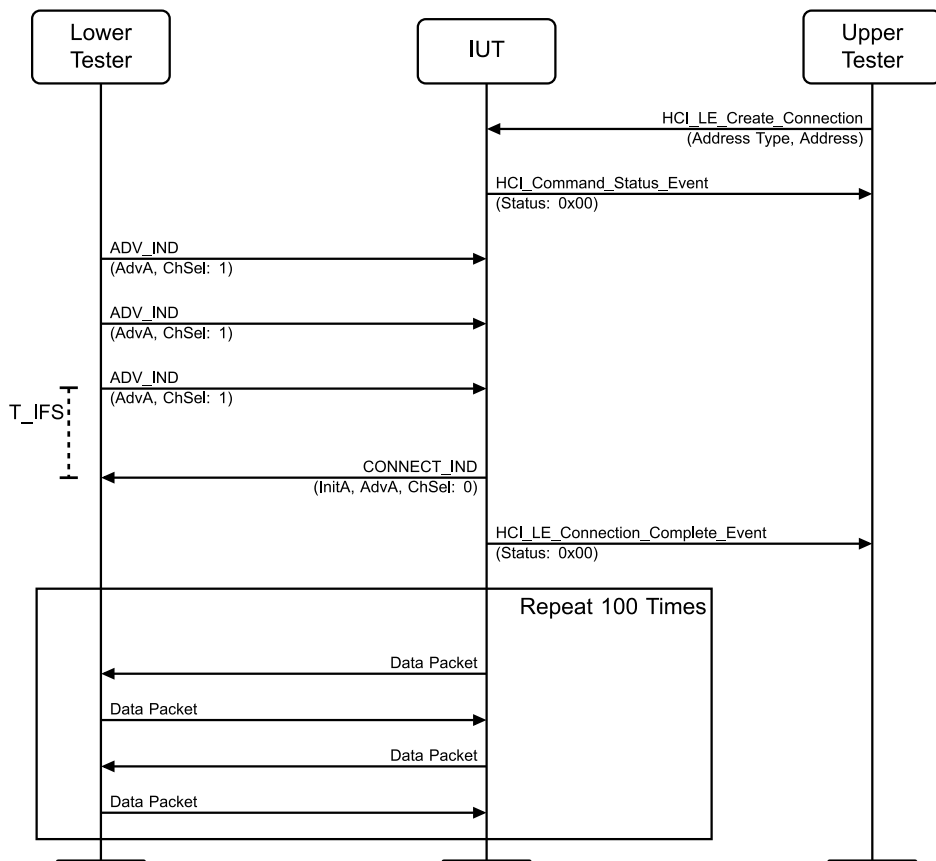 Lower
Tester
IUT
Upper
Tester
HCI_LE_Create_Connection
(Address Type, Address)
HCI_Command_Status_Event
(Status: 0x00)
ADV_IND
(AdvA, ChSel: 1)
ADV_IND
(AdvA, ChSel: 1)
ADV_IND
(AdvA, ChSel: 1)
T_IFS
CONNECT_IND
(InitA, AdvA, ChSel: 0)
HCI_LE_Connection_Complete_Event
(Status: 0x00)
Repeat 100 Times
Data Packet
Data Packet
Data Packet
Data Packet